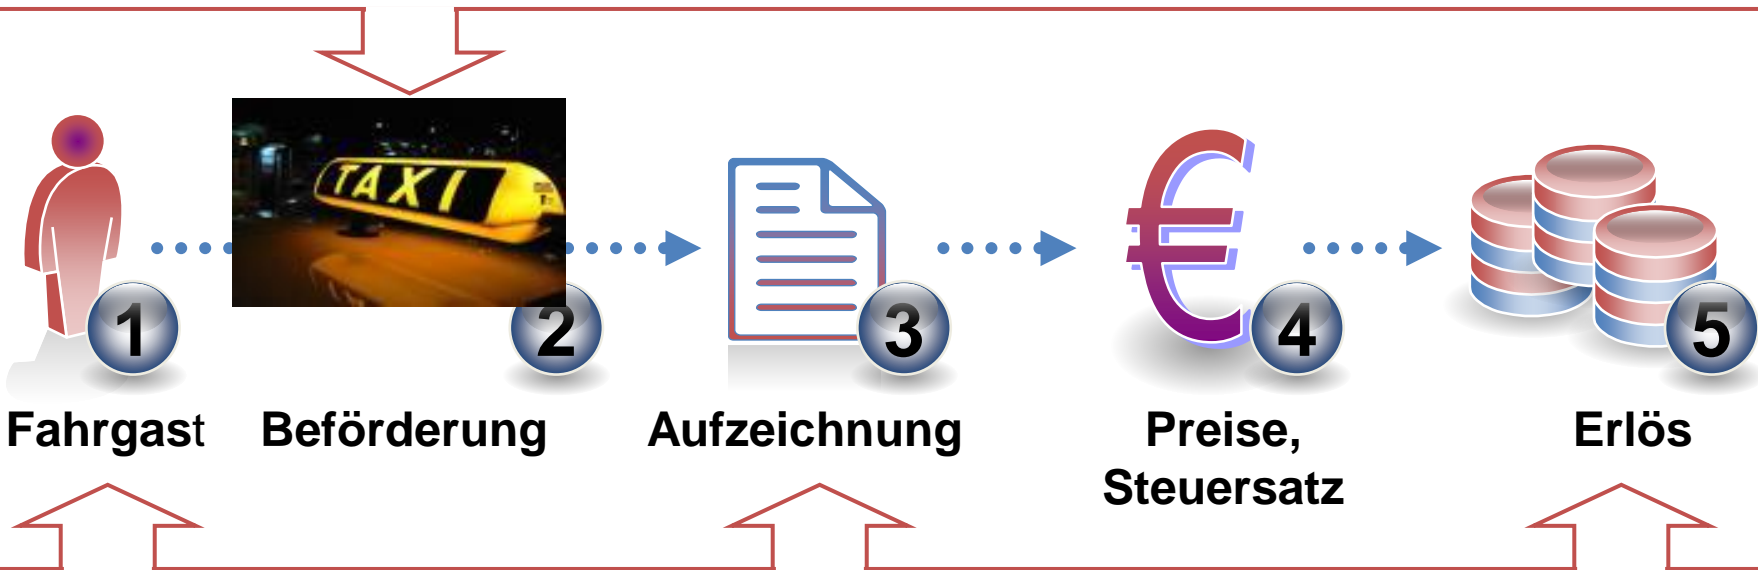 TAXI
1
2
3
4
5
Fahrgast
Beförderung
Aufzeichnung
Preise,
Steuersatz
Erlös